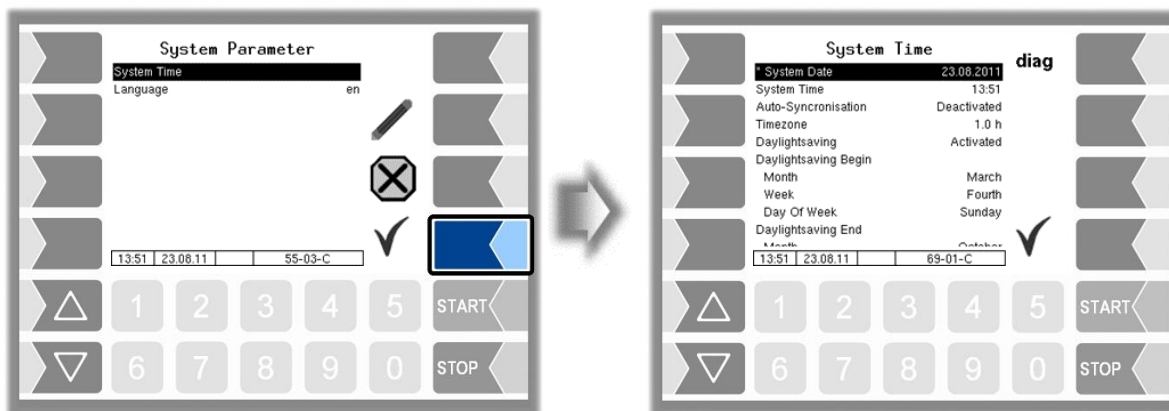 System Parameter
System Time
Language en
13:51 23.08.11 55-03-C
START
1 2 3 4 5
STOP
6 7 8 9 0
System Time
diag
* System Date 23.08.2011
System Time 13:51
Auto-Syncronisation Deactivated
Timezone 1.0 h
Daylightsaving Activated
Daylightsaving Begin
Month March
Week Fourth
Day Of Week Sunday
Daylightsaving End
Month October
13:51 23.08.11 69-01-C
1 2 3 4 5 START
6 7 8 9 0 STOP